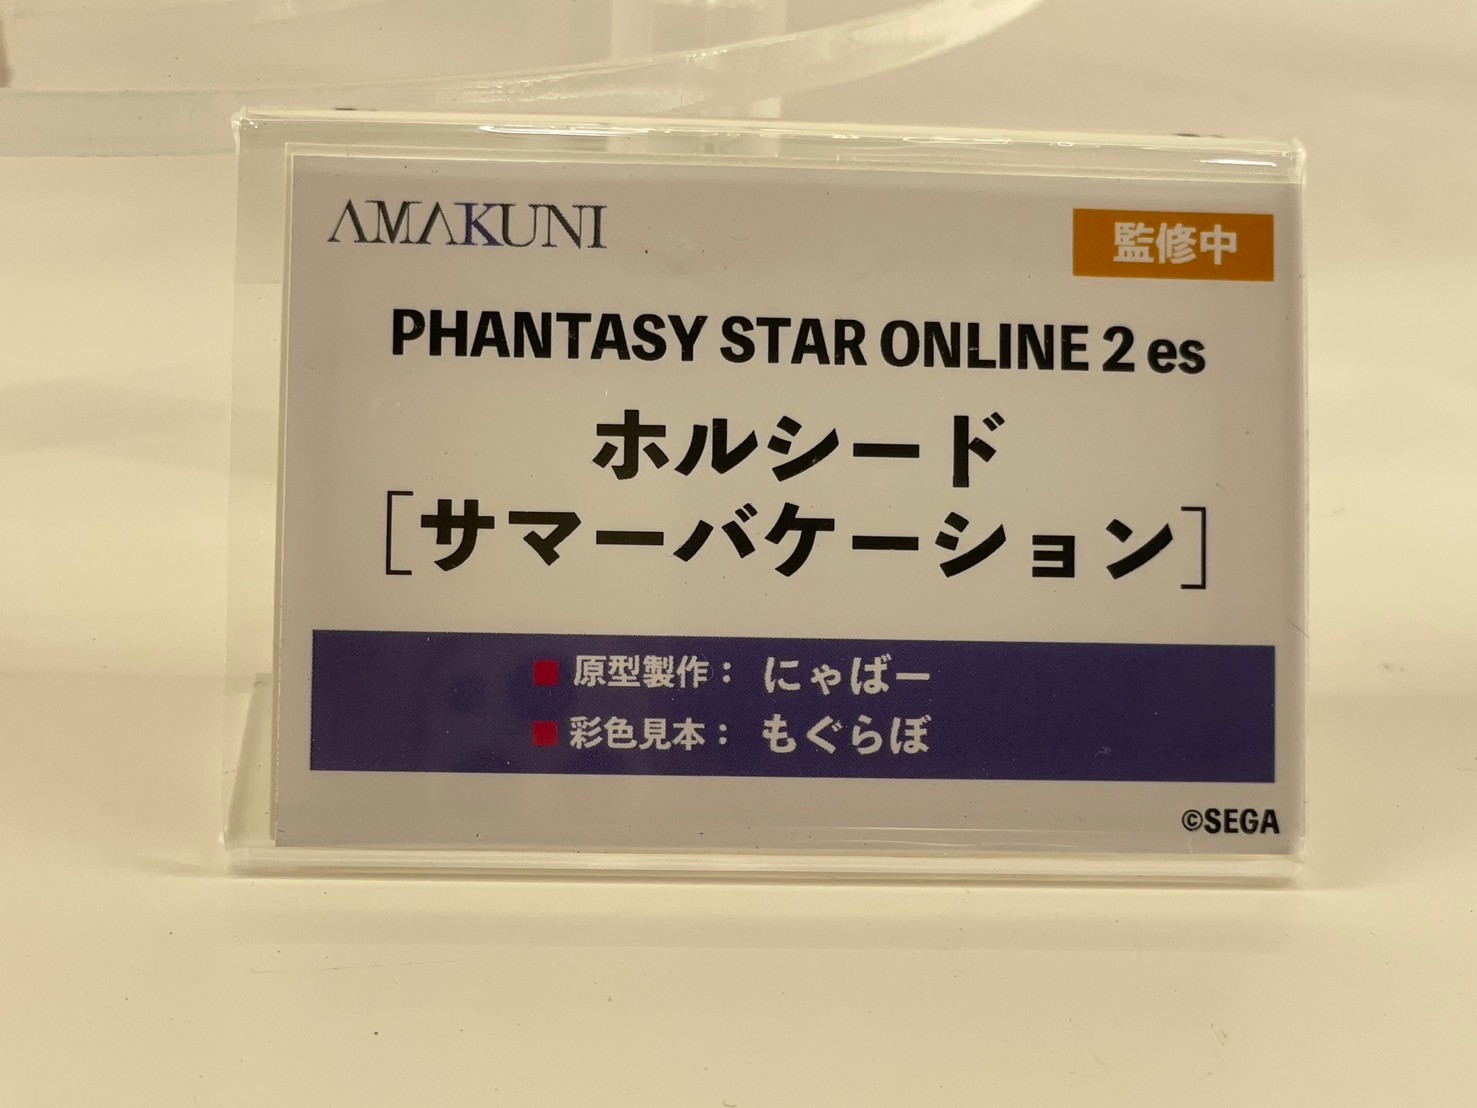 AMAKUNI
監修中
PHANTASY STAR ONLINE 2 es
ホルシード
[サマーバケーション]
■ 原型製作： にゃばー
■ 彩色見本： もぐらぼ
©SEGA